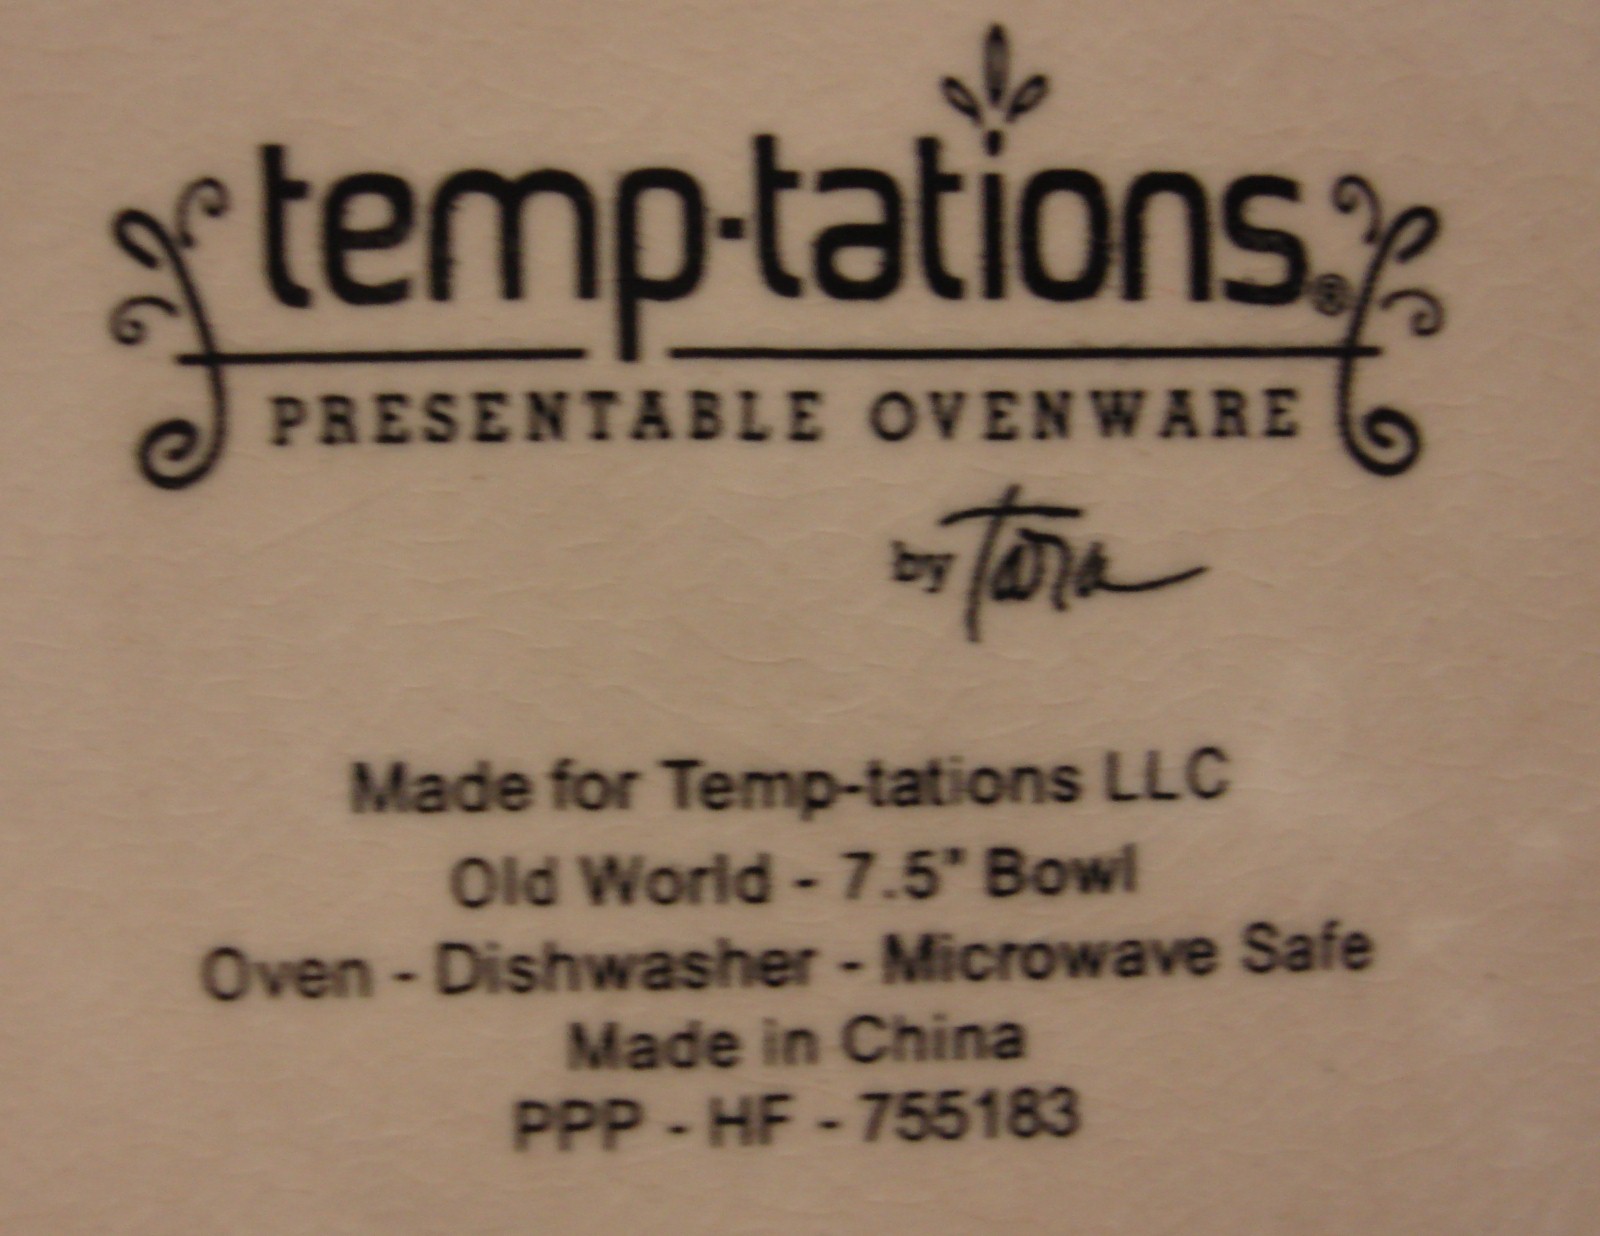 temp·tations®
PRESENTABLE OVENWARE
by Tara
Made for Temp-tations LLC
Old World - 7.5" Bowl
Oven - Dishwasher - Microwave Safe
Made in China
PPP - HF - 755183